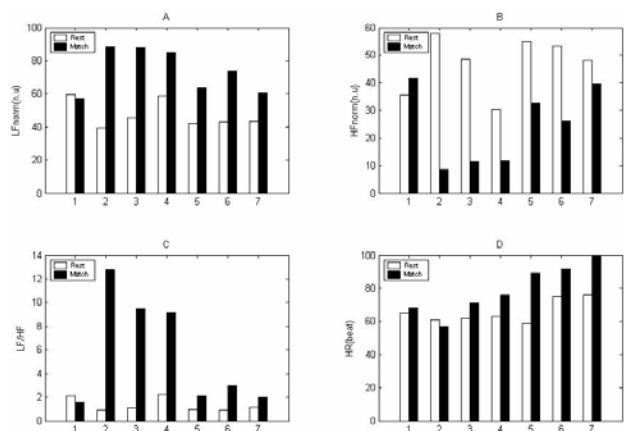 A
100
80
60
40
20
0
LFnorm(n.u)
Rest
Match
1 2 3 4 5 6 7
B
60
50
40
30
20
10
0
HFnorm(n.u)
Rest
Match
1 2 3 4 5 6 7
C
14
12
10
8
6
4
2
0
LF/HF
Rest
Match
1 2 3 4 5 6 7
D
100
80
60
40
20
0
HR(beat)
Rest
Match
1 2 3 4 5 6 7